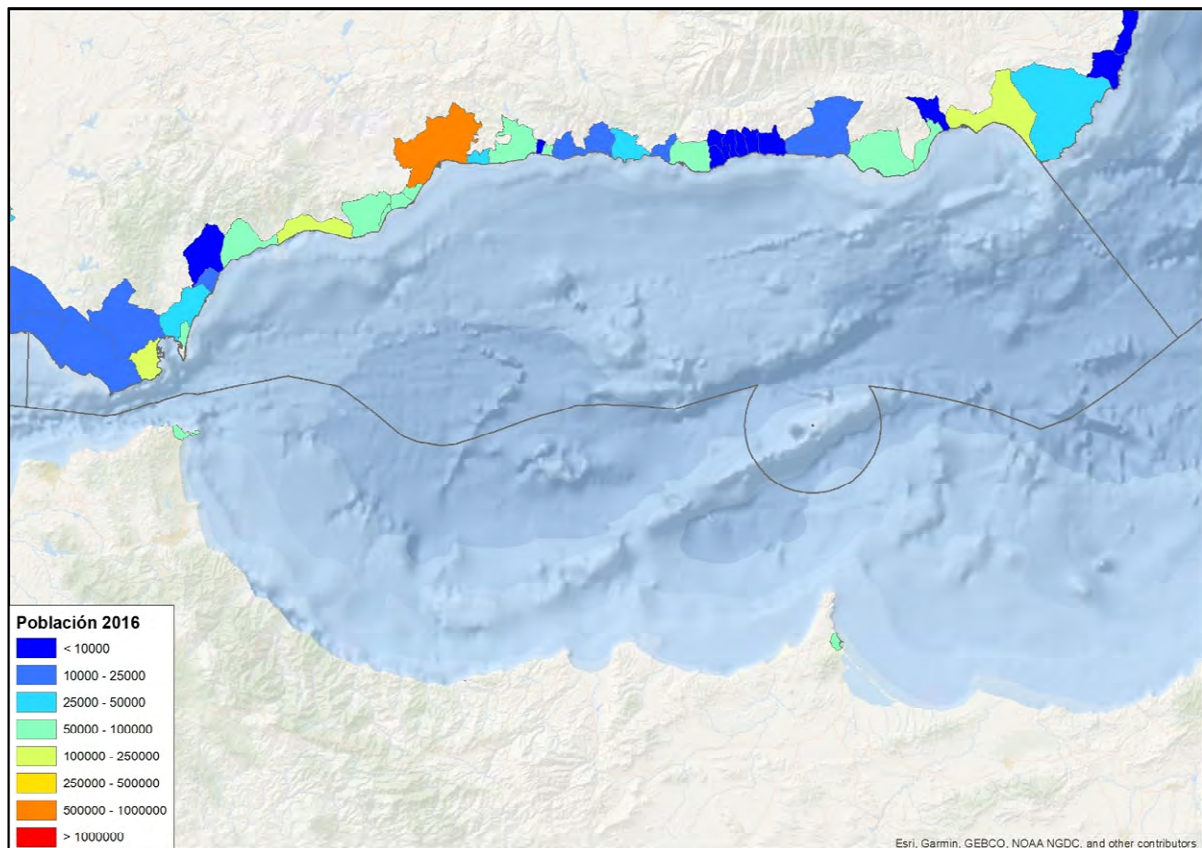 Población 2016
< 10000
10000 - 25000
25000 - 50000
50000 - 100000
100000 - 250000
250000 - 500000
500000 - 1000000
> 1000000
Esri, Garmin, GEBCO, NOAA NGDC, and other contributors